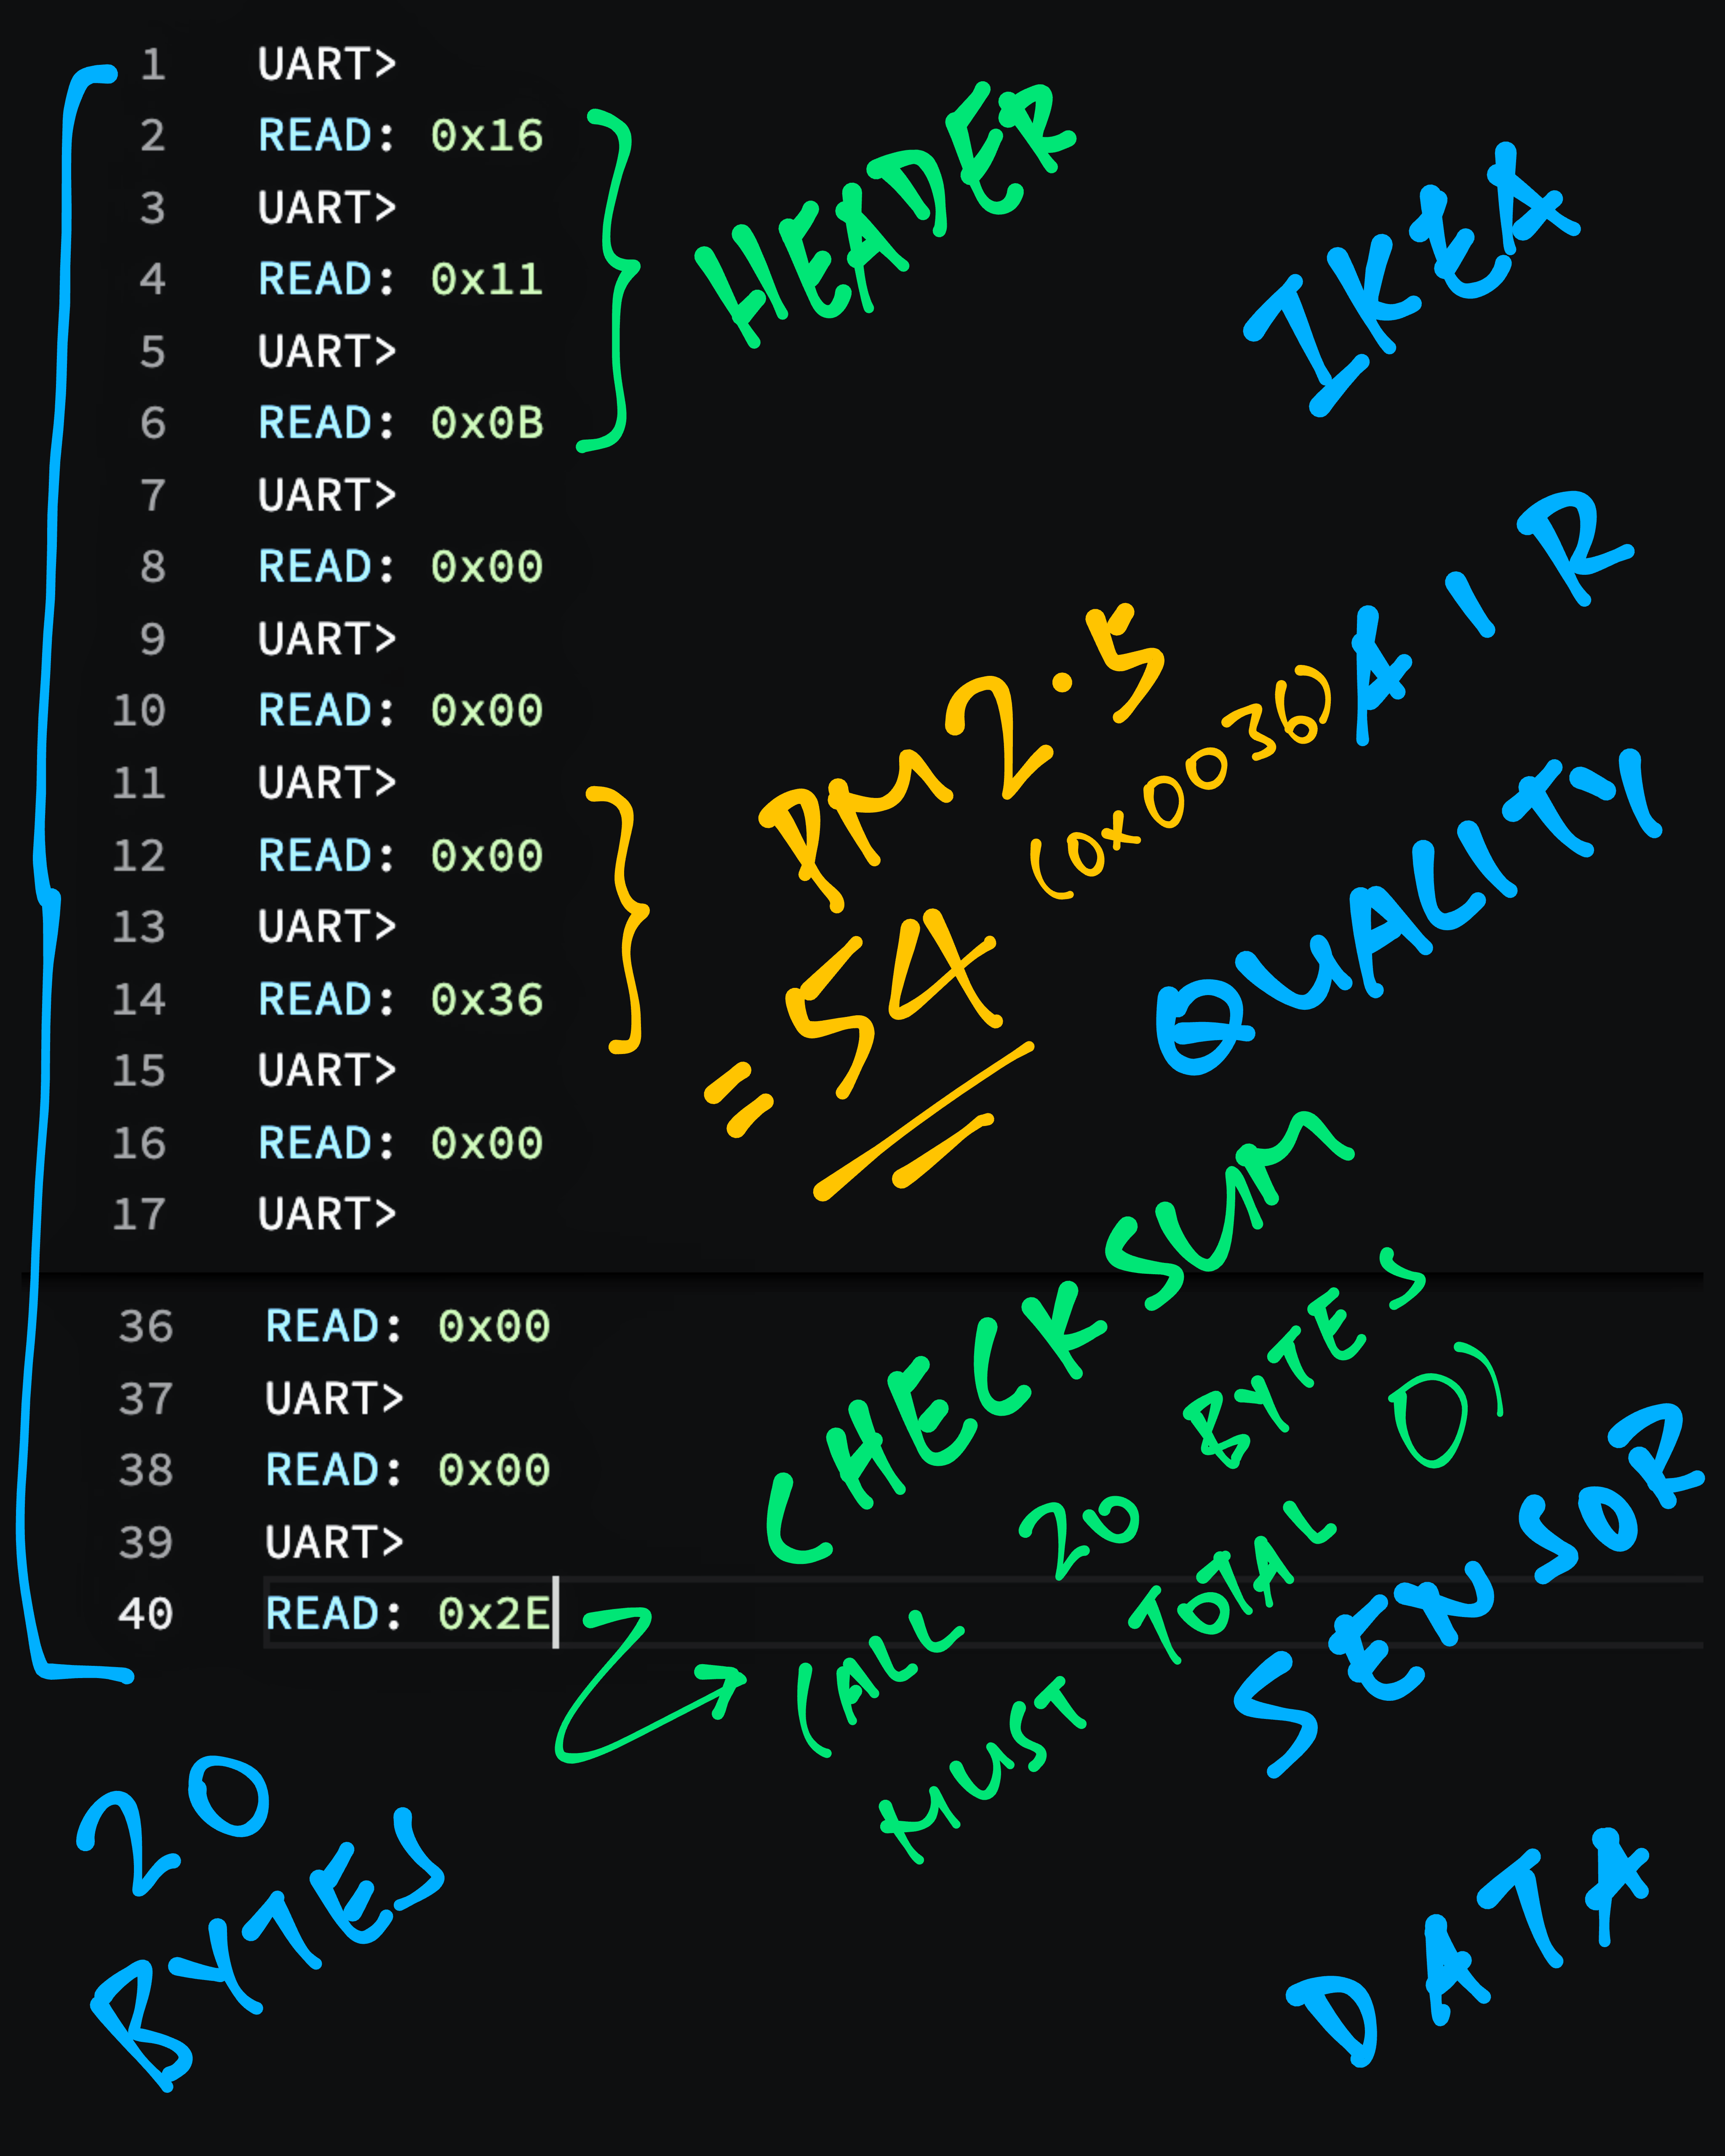 1 UART>
2 READ: 0x16
3 UART>
4 READ: 0x11
5 UART>
6 READ: 0x0B
7 UART>
8 READ: 0x00
9 UART>
10 READ: 0x00
11 UART>
12 READ: 0x00
13 UART>
14 READ: 0x36
15 UART>
16 READ: 0x00
17 UART>
36 READ: 0x00
37 UART>
38 READ: 0x00
39 UART>
40 READ: 0x2E
HEADER
PM2.5
(0x0036)
= 54
CHECKSUM
(ALL 20 BYTES
MUST TOTAL 0)
20
BYTES
IKEA
AIR
QUALITY
SENSOR
DATA